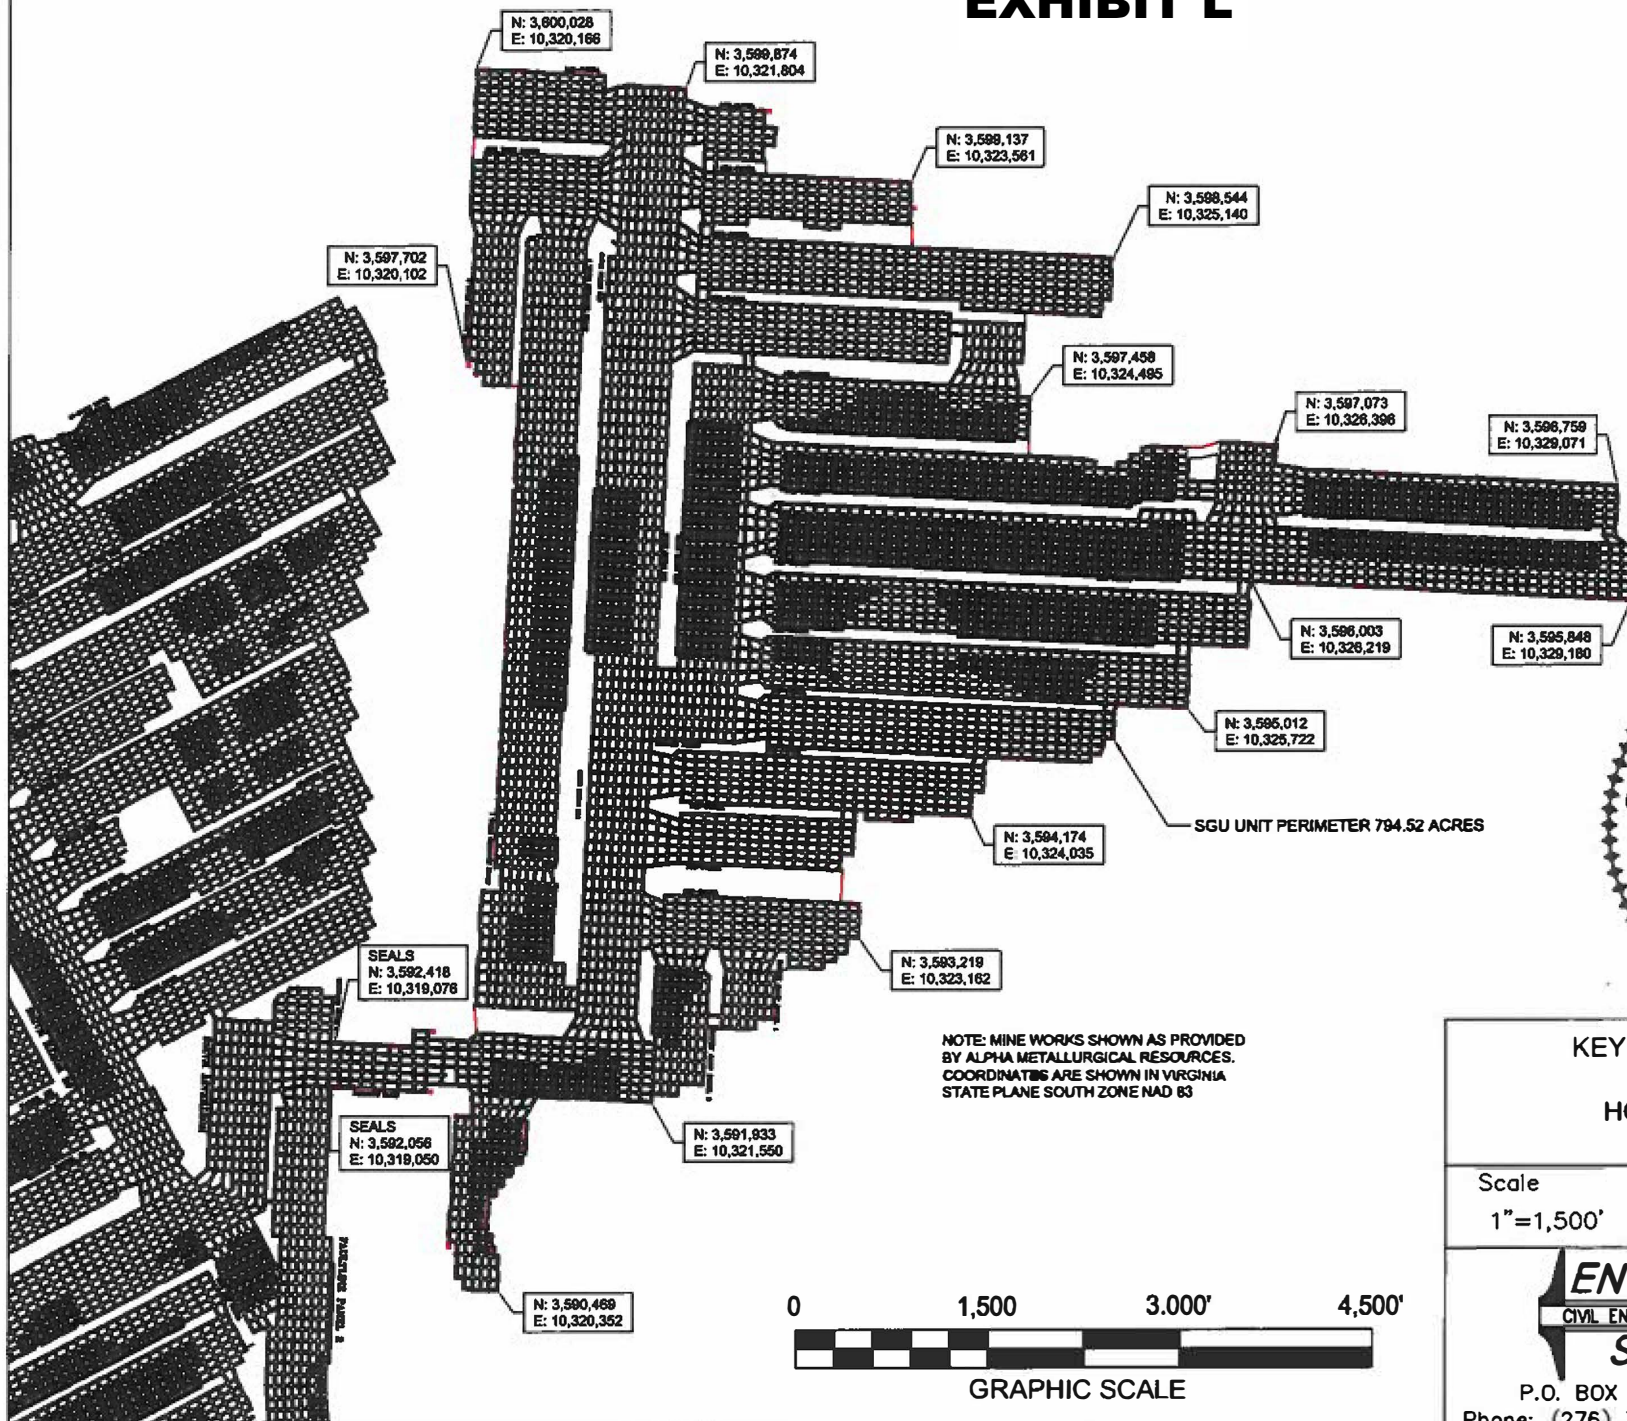 EXHIBIT L
N: 3,600,028
E: 10,320,166
N: 3,599,874
E: 10,321,804
N: 3,599,137
E: 10,323,561
N: 3,598,544
E: 10,325,140
N: 3,597,702
E: 10,320,102
N: 3,597,458
E: 10,324,495
N: 3,597,073
E: 10,326,396
N: 3,596,759
E: 10,329,071
N: 3,596,003
E: 10,326,219
N: 3,595,848
E: 10,329,180
N: 3,595,012
E: 10,325,722
SGU UNIT PERIMETER 794.52 ACRES
N: 3,594,174
E: 10,324,035
SEALS
N: 3,592,418
E: 10,319,076
N: 3,593,219
E: 10,323,162
NOTE: MINE WORKS SHOWN AS PROVIDED
BY ALPHA METALLURGICAL RESOURCES.
COORDINATES ARE SHOWN IN VIRGINIA
STATE PLANE SOUTH ZONE NAD 83
SEALS
N: 3,592,056
E: 10,319,050
N: 3,591,933
E: 10,321,550
N: 3,590,469
E: 10,320,352
0 1,500 3.000' 4,500'
GRAPHIC SCALE
KEY
HO
Scale
1"=1,500'
EN
CIVIL EN
S
P.O. BOX
Phone: (276)